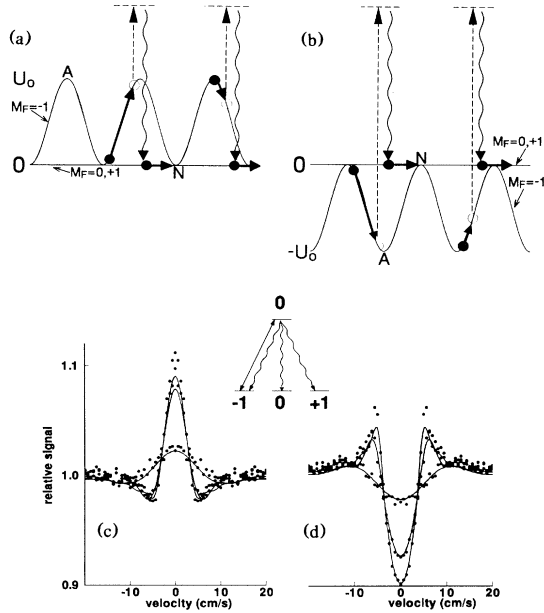 (a)
A
U₀
M_F=-1
0
M_F=0,+1
N
(b)
0
N
M_F=0,+1
M_F=-1
-U₀
A
0
-1 0 +1
1.1
1.0
0.9
relative signal
(c)
-10 0 10 20
velocity (cm/s)
(d)
-10 0 10 20
velocity (cm/s)